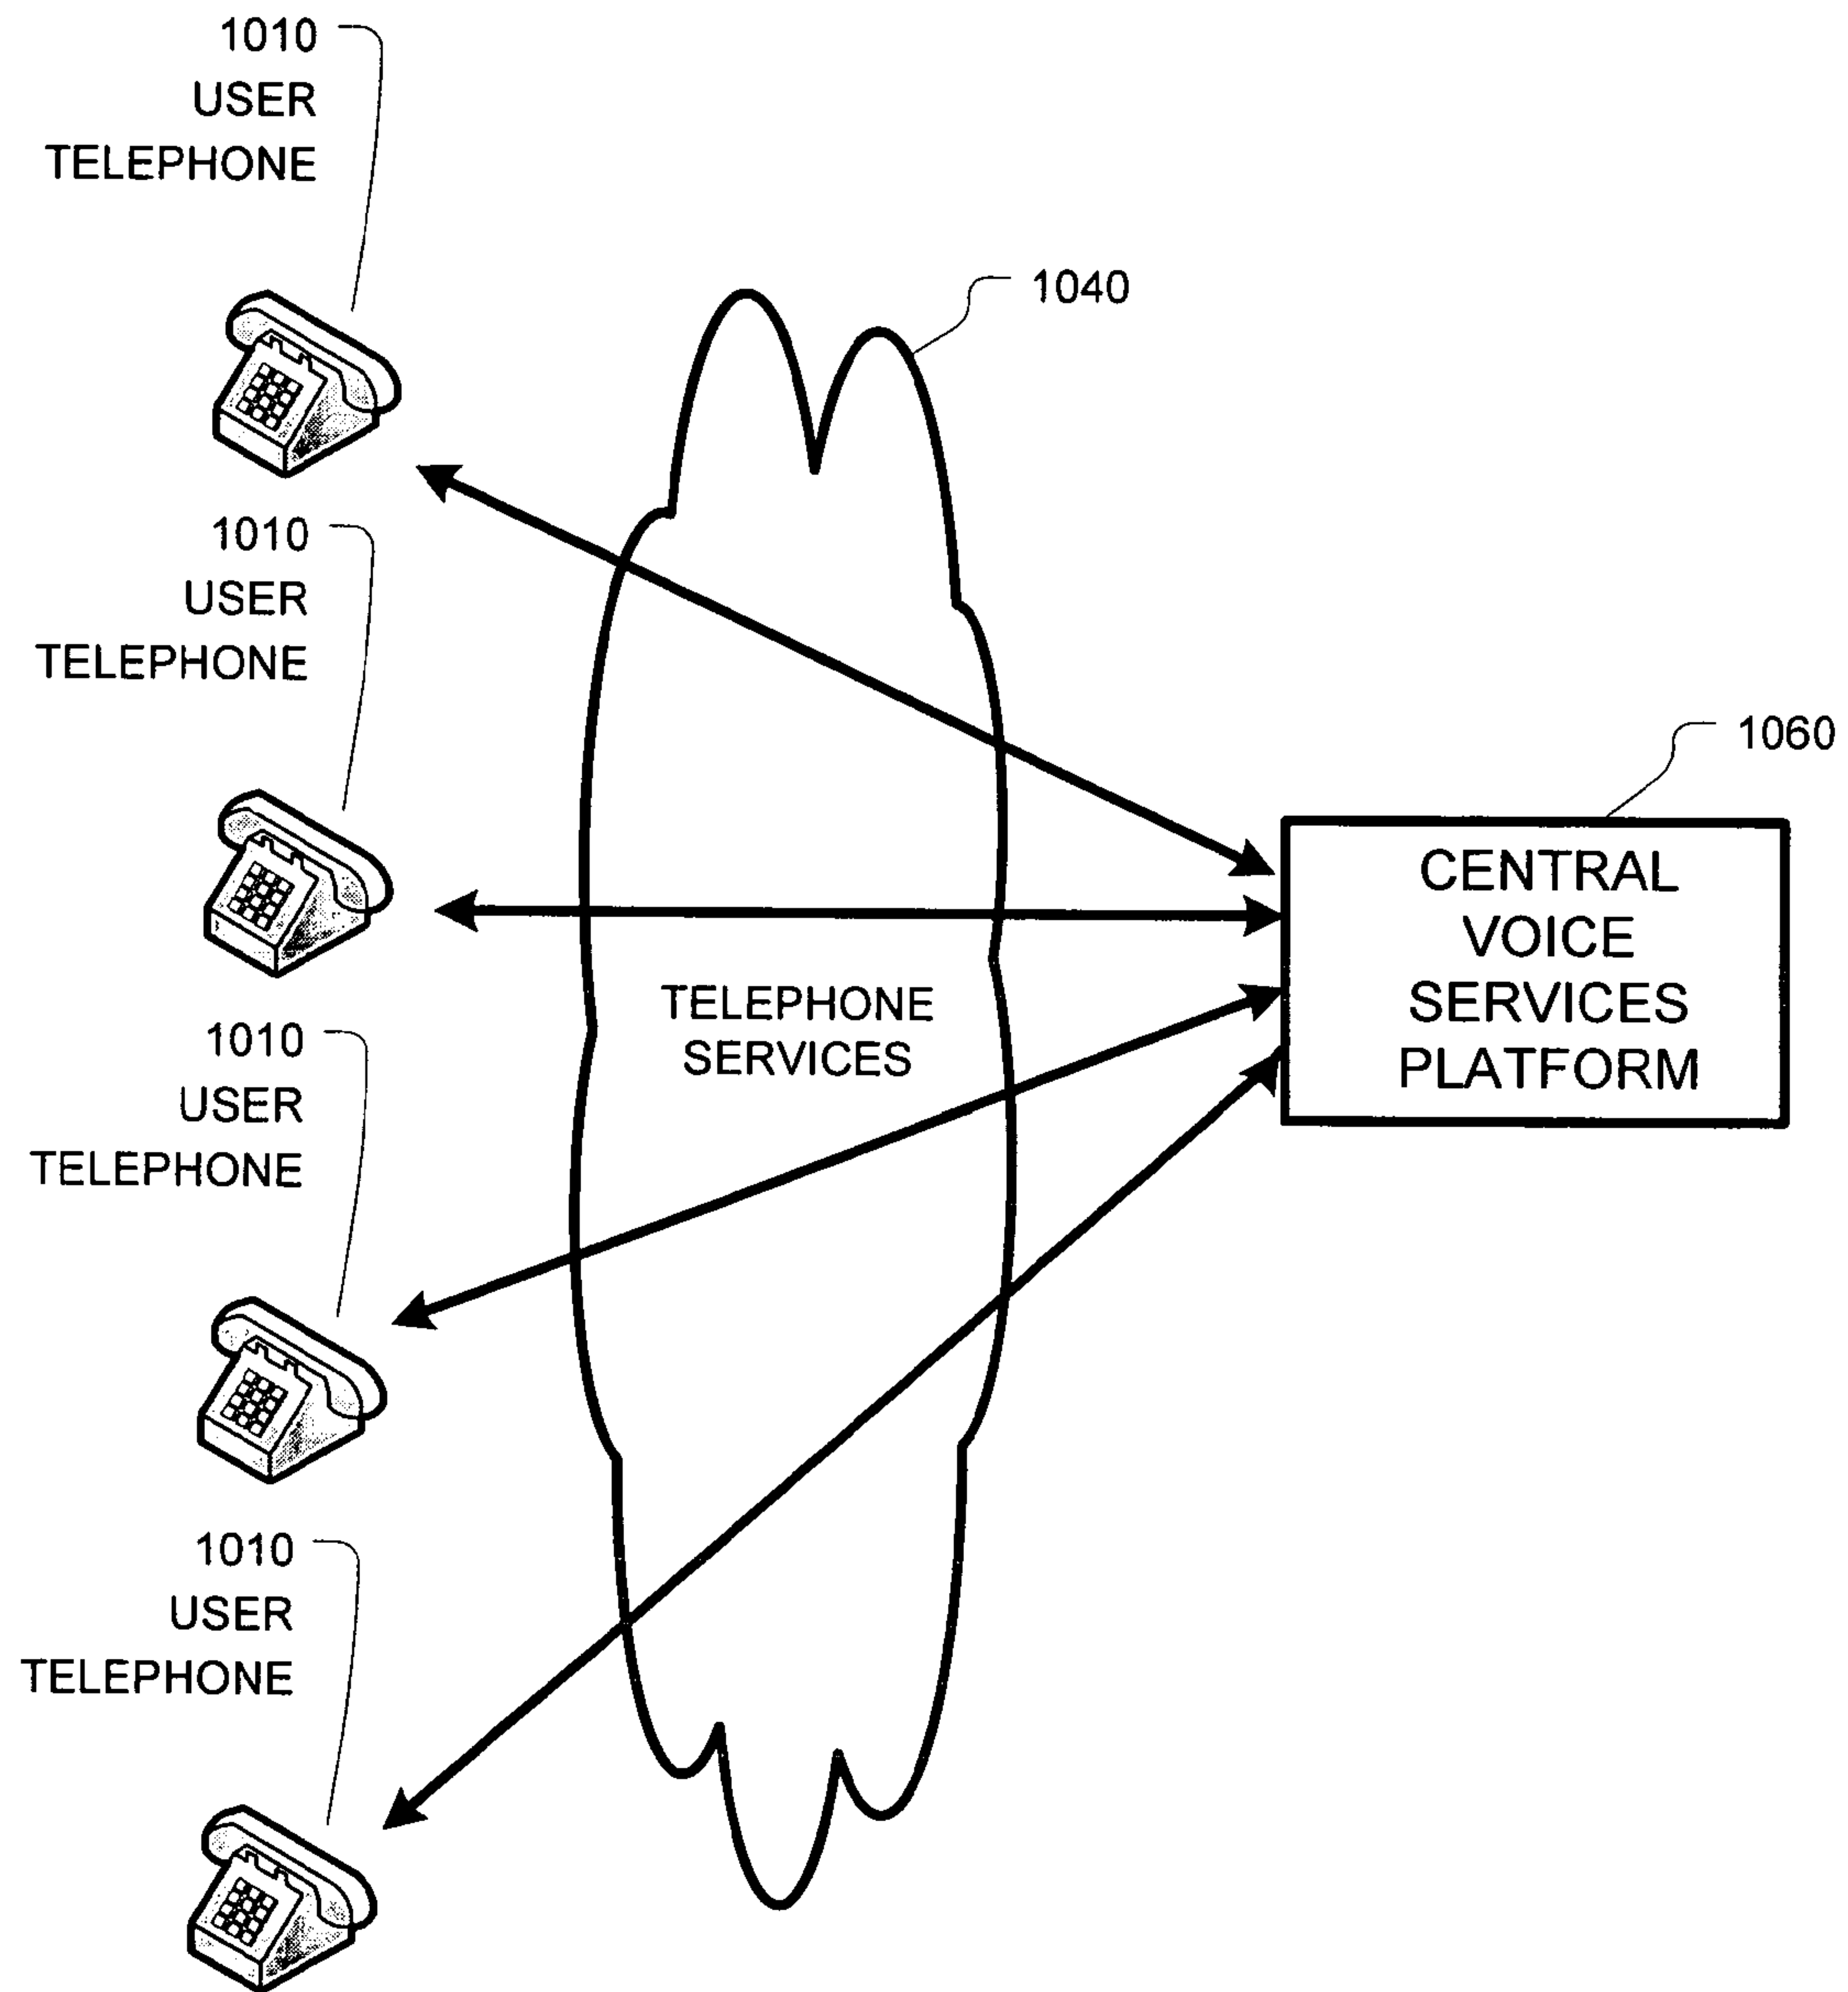 1010
USER
TELEPHONE
1040
1010
USER
TELEPHONE
1060
CENTRAL
VOICE
SERVICES
PLATFORM
TELEPHONE
SERVICES
1010
USER
TELEPHONE
1010
USER
TELEPHONE